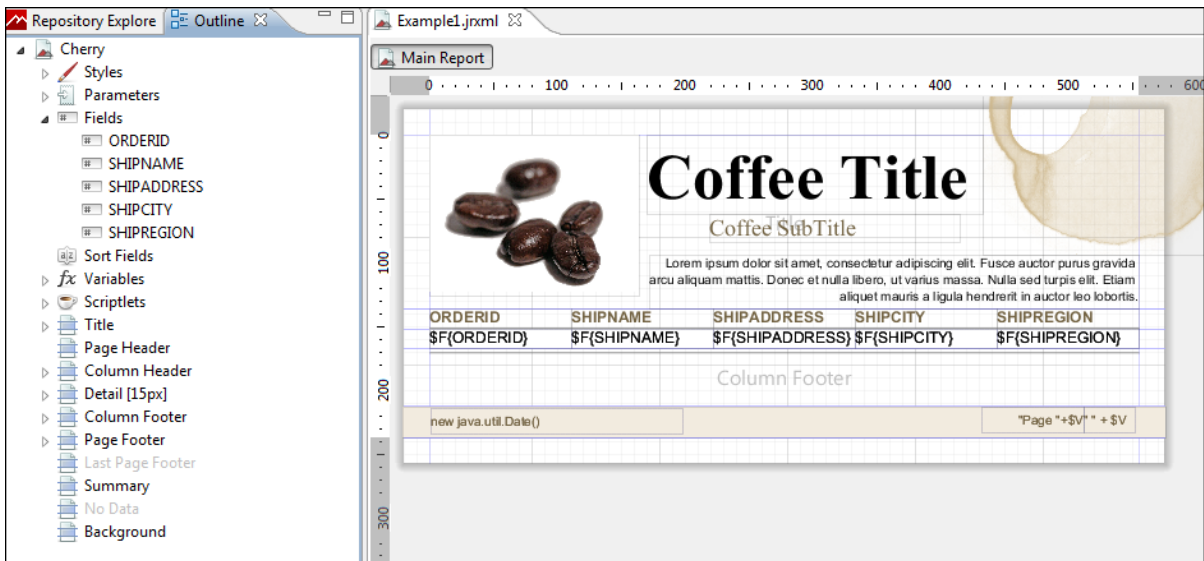 Repository Explore
Outline
Cherry
Styles
Parameters
Fields
ORDERID
SHIPNAME
SHIPADDRESS
SHIPCITY
SHIPREGION
Sort Fields
fx Variables
Scriptlets
Title
Page Header
Column Header
Detail [15px]
Column Footer
Page Footer
Last Page Footer
Summary
No Data
Background
Example1.jrxml
Main Report
0 100 200 300 400 500 600
0
100
200
300
Coffee Title
Title
Coffee SubTitle
Lorem ipsum dolor sit amet, consectetur adipiscing elit. Fusce auctor purus gravida
arcu aliquam mattis. Donec et nulla libero, ut varius massa. Nulla sed turpis elit. Etiam
aliquet mauris a ligula hendrerit in auctor leo lobortis.
ORDERID SHIPNAME SHIPADDRESS SHIPCITY SHIPREGION
$F{ORDERID} $F{SHIPNAME} $F{SHIPADDRESS} $F{SHIPCITY} $F{SHIPREGION}
Column Footer
new java.util.Date() "Page "+$V" " + $V